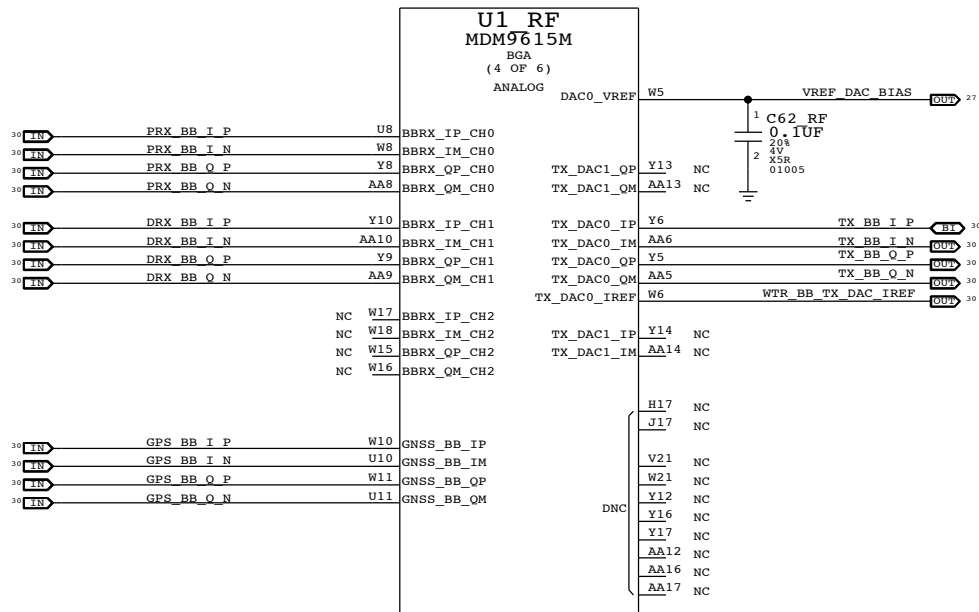 U1_RF
MDM9615M
BGA
(4 OF 6)
ANALOG
DAC0_VREF W5 VREF_DAC_BIAS OUT 27
1 C62_RF
0.1UF
20%
4V
2 X5R
01005
30 IN PRX_BB_I_P U8 BBRX_IP_CH0
30 IN PRX_BB_I_N W8 BBRX_IM_CH0
30 IN PRX_BB_Q_P Y8 BBRX_QP_CH0 TX_DAC1_QP Y13 NC
30 IN PRX_BB_Q_N AA8 BBRX_QM_CH0 TX_DAC1_QM AA13 NC
30 IN DRX_BB_I_P Y10 BBRX_IP_CH1 TX_DAC0_IP Y6 TX_BB_I_P BI 30
30 IN DRX_BB_I_N AA10 BBRX_IM_CH1 TX_DAC0_IM AA6 TX_BB_I_N OUT 30
30 IN DRX_BB_Q_P Y9 BBRX_QP_CH1 TX_DAC0_QP Y5 TX_BB_Q_P OUT 30
30 IN DRX_BB_Q_N AA9 BBRX_QM_CH1 TX_DAC0_QM AA5 TX_BB_Q_N OUT 30
TX_DAC0_IREF W6 WTR_BB_TX_DAC_IREF OUT 30
NC W17 BBRX_IP_CH2
NC W18 BBRX_IM_CH2 TX_DAC1_IP Y14 NC
NC W15 BBRX_QP_CH2 TX_DAC1_IM AA14 NC
NC W16 BBRX_QM_CH2
H17 NC
J17 NC
30 IN GPS_BB_I_P W10 GNSS_BB_IP
30 IN GPS_BB_I_N U10 GNSS_BB_IM V21 NC
30 IN GPS_BB_Q_P W11 GNSS_BB_QP W21 NC
30 IN GPS_BB_Q_N U11 GNSS_BB_QM Y12 NC
DNC
Y16 NC
Y17 NC
AA12 NC
AA16 NC
AA17 NC